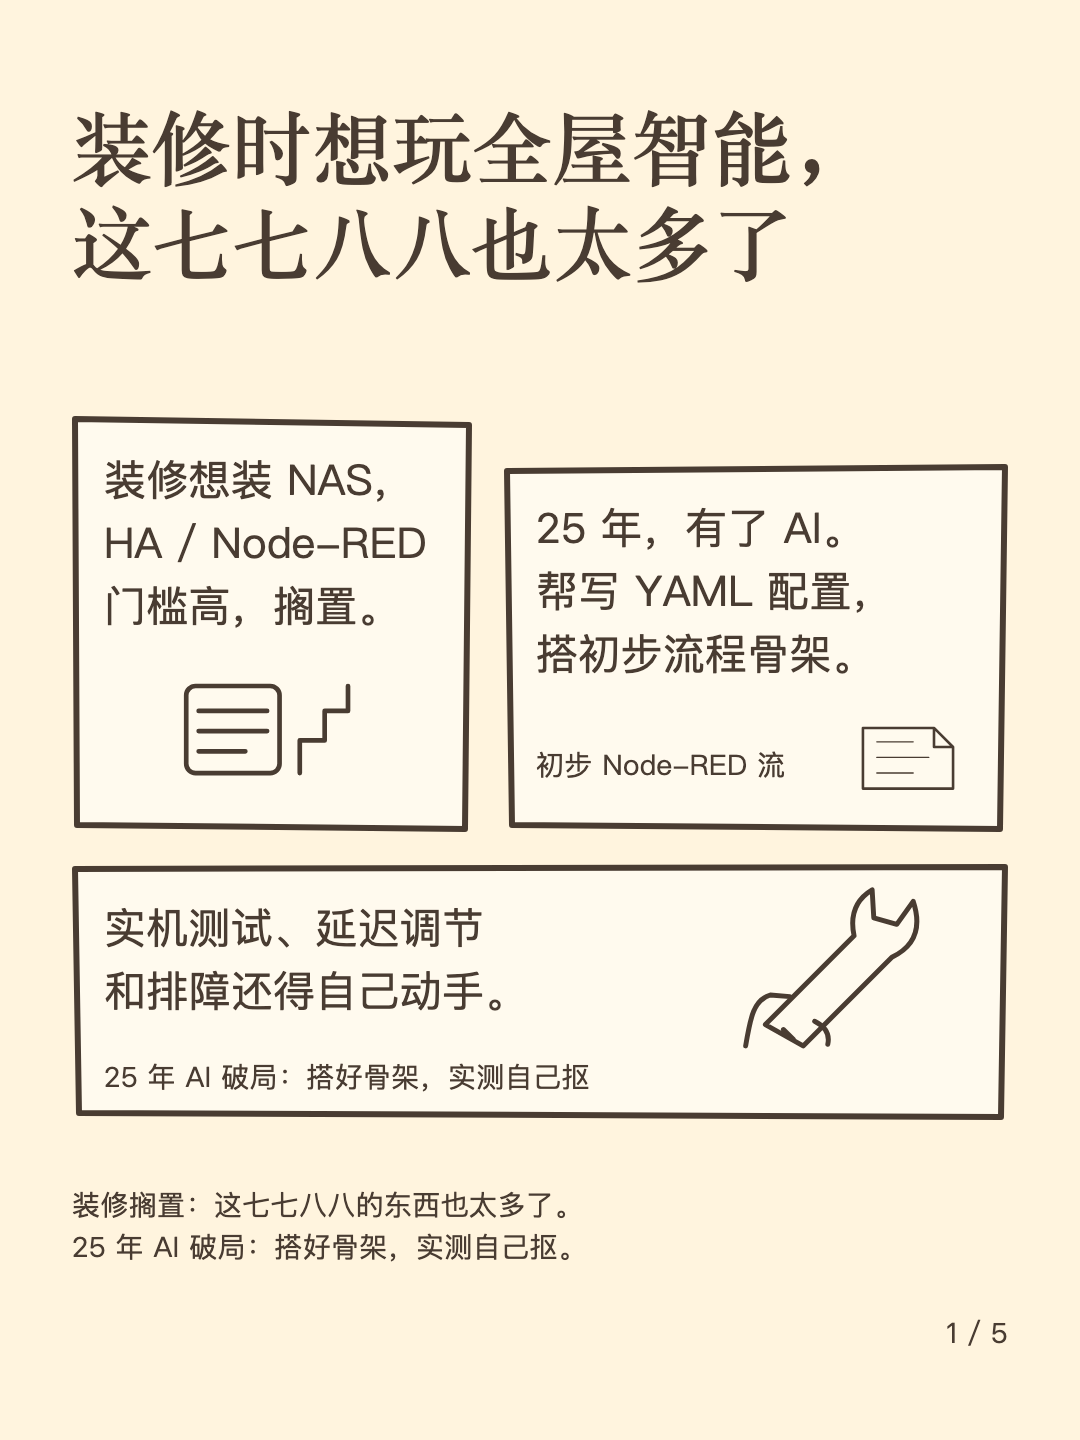 装修时想玩全屋智能，
这七七八八也太多了
装修想装 NAS，
HA / Node-RED
门槛高，搁置。
25 年，有了 AI。
帮写 YAML 配置，
搭初步流程骨架。
初步 Node-RED 流
实机测试、延迟调节
和排障还得自己动手。
25 年 AI 破局：搭好骨架，实测自己抠
装修搁置：这七七八八的东西也太多了。
25 年 AI 破局：搭好骨架，实测自己抠。
1 / 5